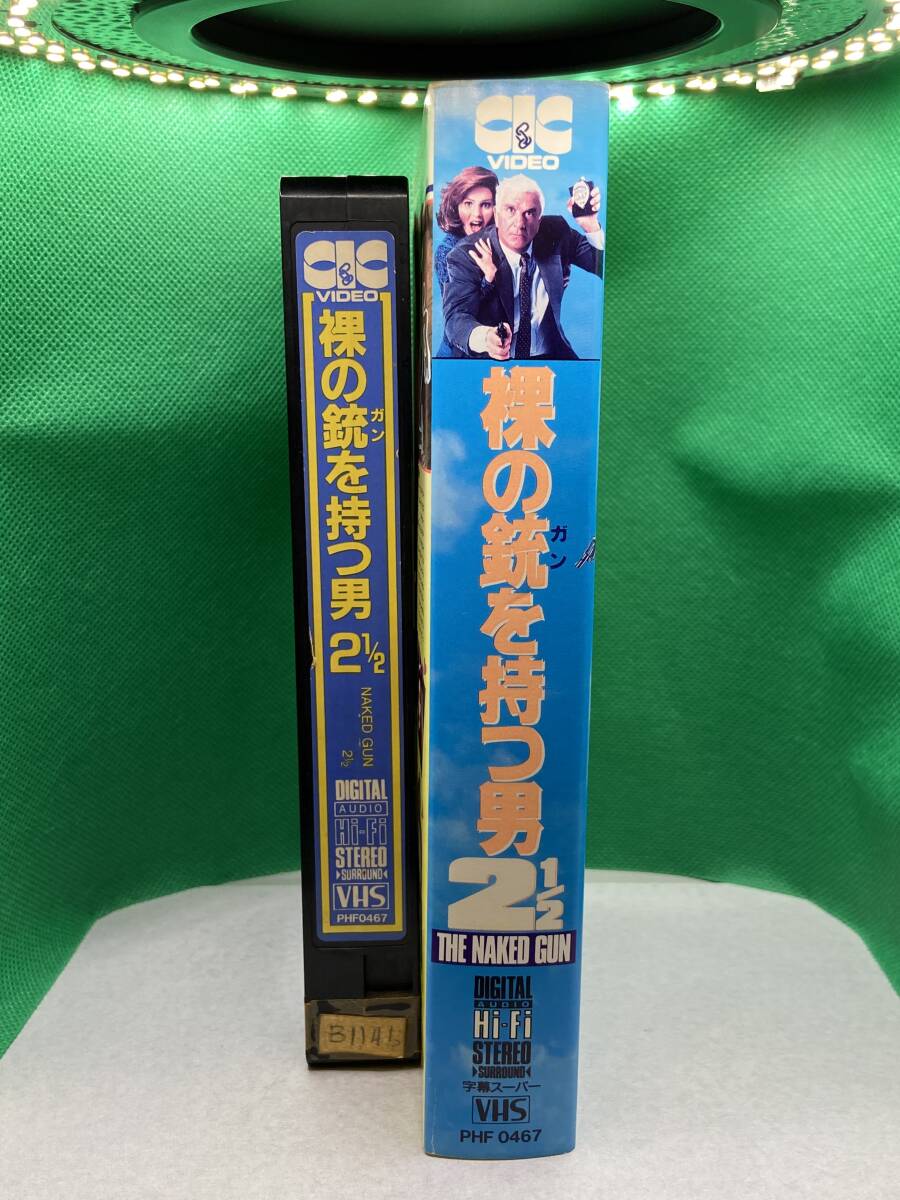 CIC
VIDEO
裸の銃を持つ男
ガン
2 1/2
NAKED GUN
2 1/2
DIGITAL
AUDIO
Hi-Fi
STEREO
SURROUND
VHS
PHF0467
CIC
VIDEO
裸の銃を持つ男
ガン
2 1/2
THE NAKED GUN
DIGITAL
AUDIO
Hi-Fi
STEREO
SURROUND
字幕スーパー
VHS
PHF 0467